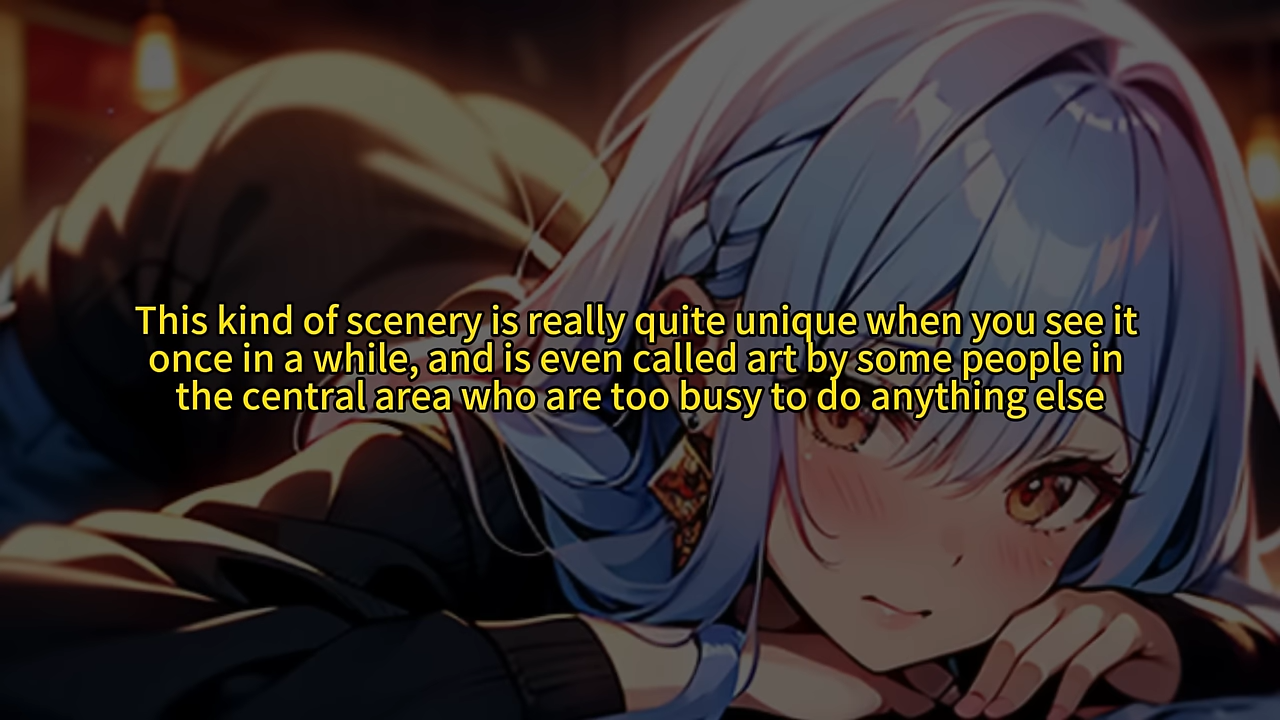 This kind of scenery is really quite unique when you see it
once in a while, and is even called art by some people in
the central area who are too busy to do anything else